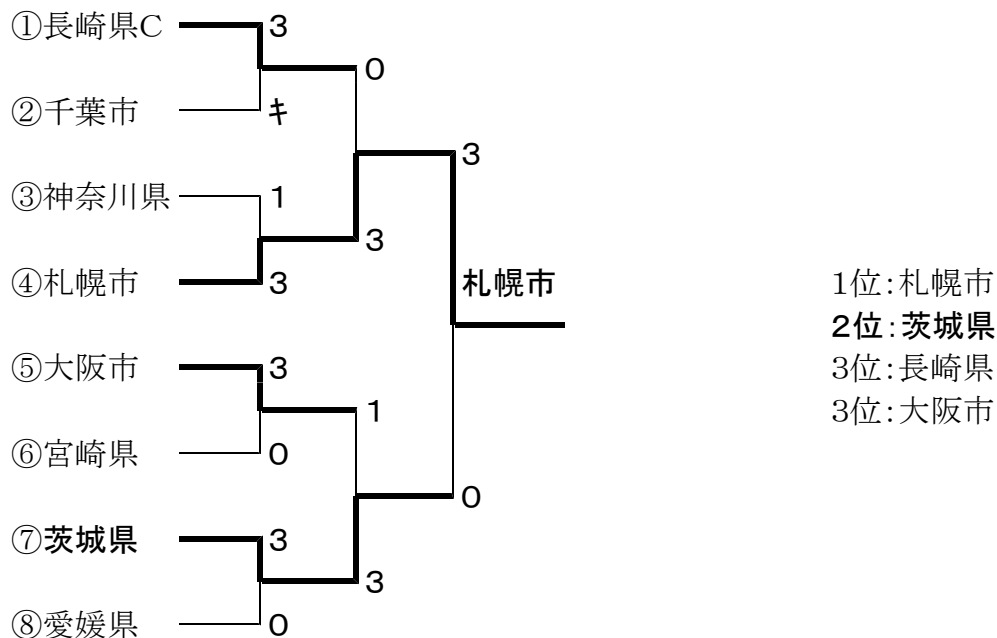 ①長崎県C 3
0
②千葉市 キ
3
③神奈川県 1
3
④札幌市 3
札幌市
⑤大阪市 3
1
⑥宮崎県 0
0
⑦茨城県 3
3
⑧愛媛県 0
1位:札幌市
2位:茨城県
3位:長崎県
3位:大阪市